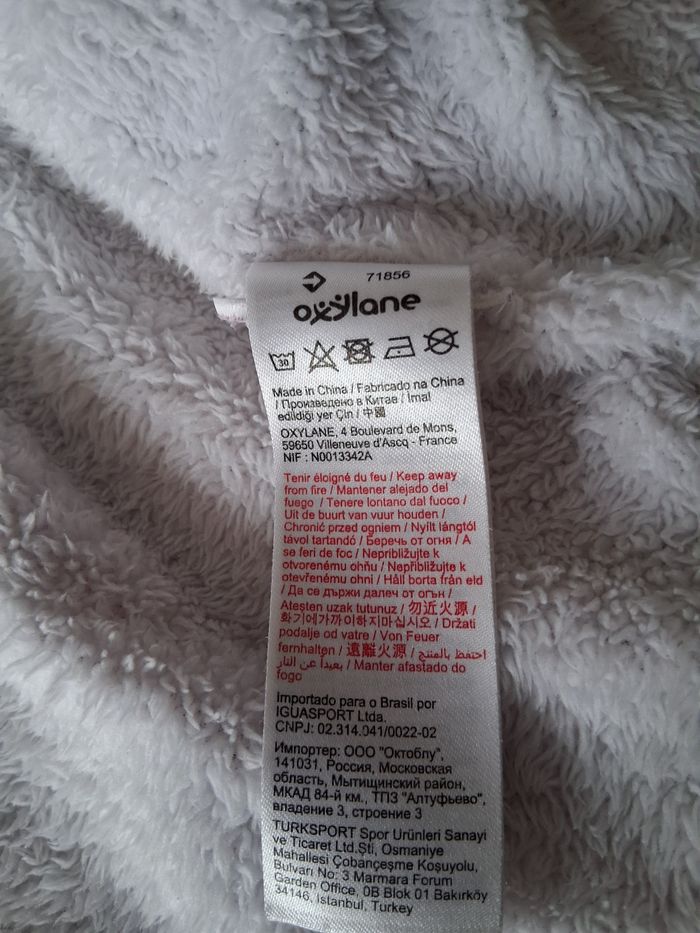 71856
oxylane
30
Made in China / Fabricado na China
/ Произведено в Китае / İmal
edildiği yer Çin / 中國
OXYLANE, 4 Boulevard de Mons,
59650 Villeneuve d'Ascq - France
NIF : N0013342A
Tenir éloigné du feu / Keep away
from fire / Mantener alejado del
fuego / Tenere lontano dal fuoco /
Uit de buurt van vuur houden /
Chronić przed ogniem / Nyílt lángtól
távol tartandó / Беречь от огня / A
se feri de foc / Nepribližujte k
otvorenému ohňu / Nepřibližujte k
otevřenému ohni / Håll borta från eld
/ Да се държи далеч от огън /
Ateşten uzak tutunuz / 勿近火源 /
화기에가까이하지마십시오 / Držati
podalje od vatre / Von Feuer
fernhalten / 遠離火源 / احتفظ بالمنتج
بعيداً عن النار / Manter afastado do
fogo
Importado para o Brasil por
IGUASPORT Ltda.
CNPJ: 02.314.041/0022-02
Импортер: ООО "Октоблу",
141031, Россия, Московская
область, Мытищинский район,
МКАД 84-й км., ТПЗ "Алтуфьево",
владение 3, строение 3
TURKSPORT Spor Urünleri Sanayi
ve Ticaret Ltd.Şti, Osmaniye
Mahallesi Çobançeşme Koşuyolu,
Bulvarı No: 3 Marmara Forum
Garden Office, 0B Blok 01 Bakırköy
34146, Istanbul, Turkey